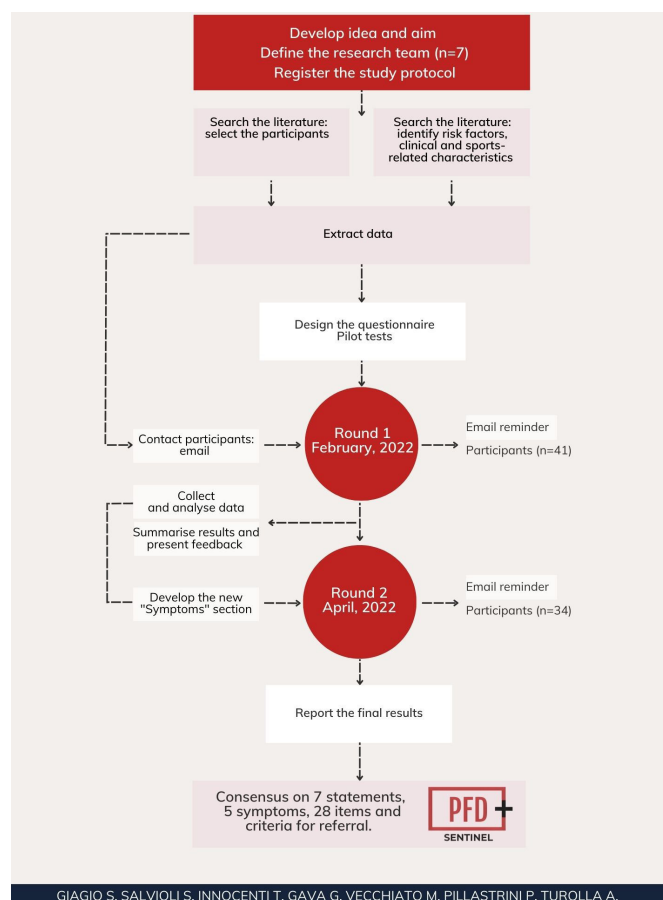 Develop idea and aim
Define the research team (n=7)
Register the study protocol
Search the literature:
select the participants
Search the literature:
identify risk factors,
clinical and sports-
related characteristics
Extract data
Design the questionnaire
Pilot tests
Contact participants:
email
Round 1
February, 2022
Email reminder
Participants (n=41)
Collect
and analyse data
Summarise results and
present feedback
Develop the new
"Symptoms" section
Round 2
April, 2022
Email reminder
Participants (n=34)
Report the final results
Consensus on 7 statements,
5 symptoms, 28 items and
criteria for referral.
PFD+
SENTINEL
GIAGIO S, SALVIOLI S, INNOCENTI T, GAVA G, VECCHIATO M, PILLASTRINI P, TUROLLA A.